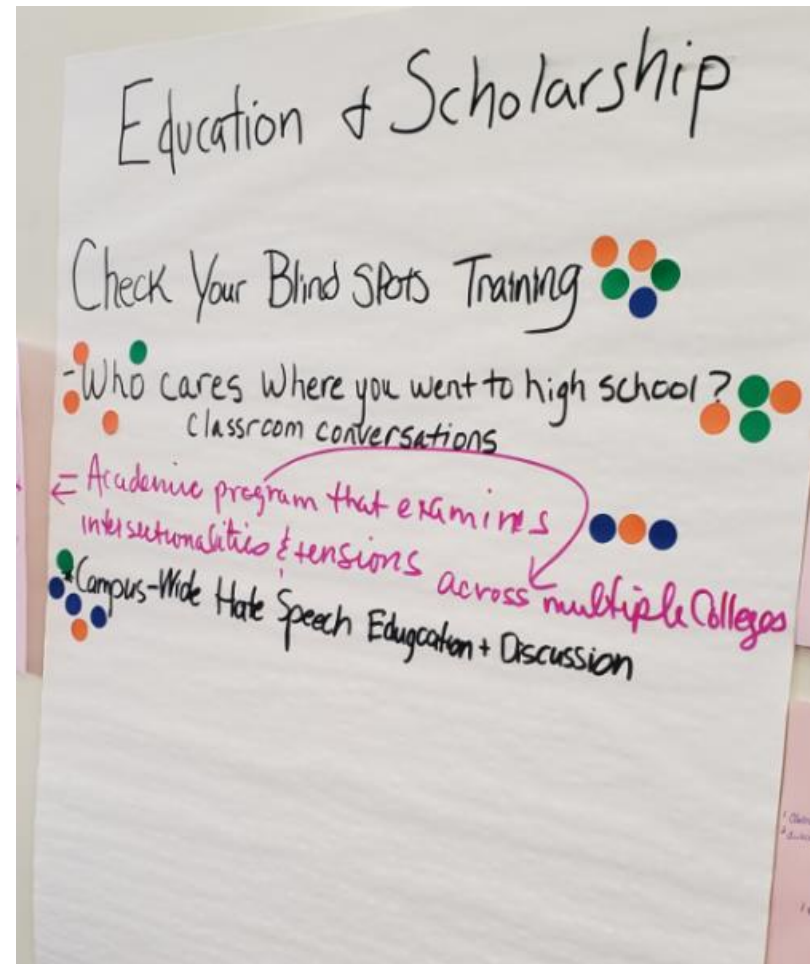 Education & Scholarship
Check Your Blind Spots Training
-Who cares where you went to high school?
Classroom conversations
- Academic program that examines
intersectionalities & tensions across multiple Colleges
*Campus-Wide Hate Speech Edugcation + Discussion